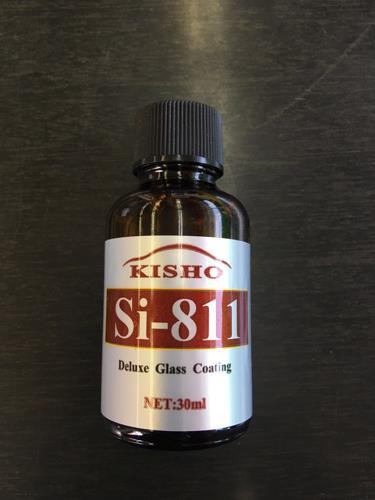 KISHO
Si-811
Deluxe Glass Coating
NET:30ml